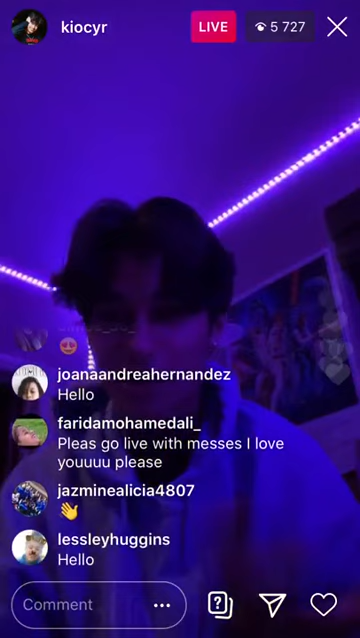 kiocyr
LIVE
5 727
joanaandreahernandez
Hello
faridamohamedali_
Pleas go live with messes I love
youuuu please
jazminealicia4807
👋
lessleyhuggins
Hello
Comment